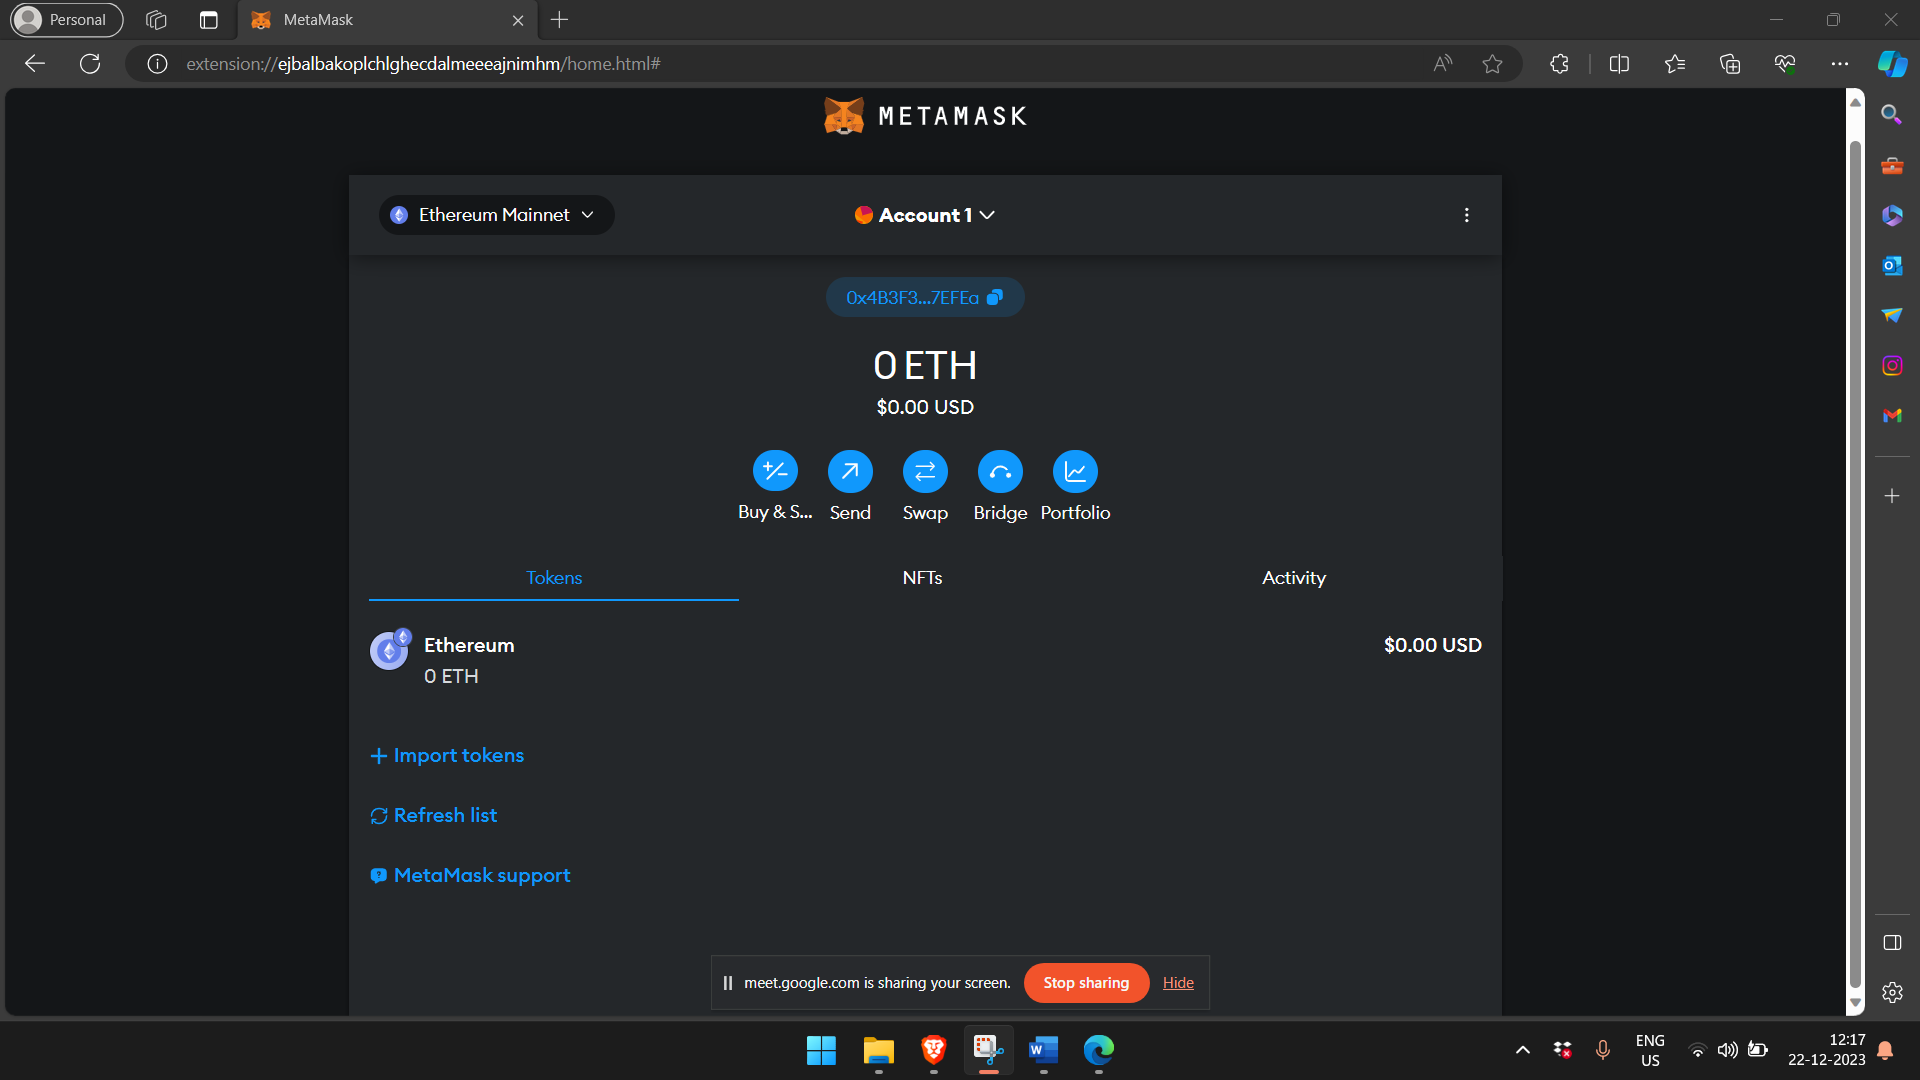 Personal
MetaMask
extension://ejbalbakoplchlghecdalmeeeajnimhm/home.html#
METAMASK
Ethereum Mainnet
Account 1
0x4B3F3...7EFEa
0 ETH
$0.00 USD
Buy & S... Send Swap Bridge Portfolio
Tokens NFTs Activity
Ethereum $0.00 USD
0 ETH
+ Import tokens
Refresh list
MetaMask support
meet.google.com is sharing your screen. Stop sharing Hide
ENG
US
12:17
22-12-2023